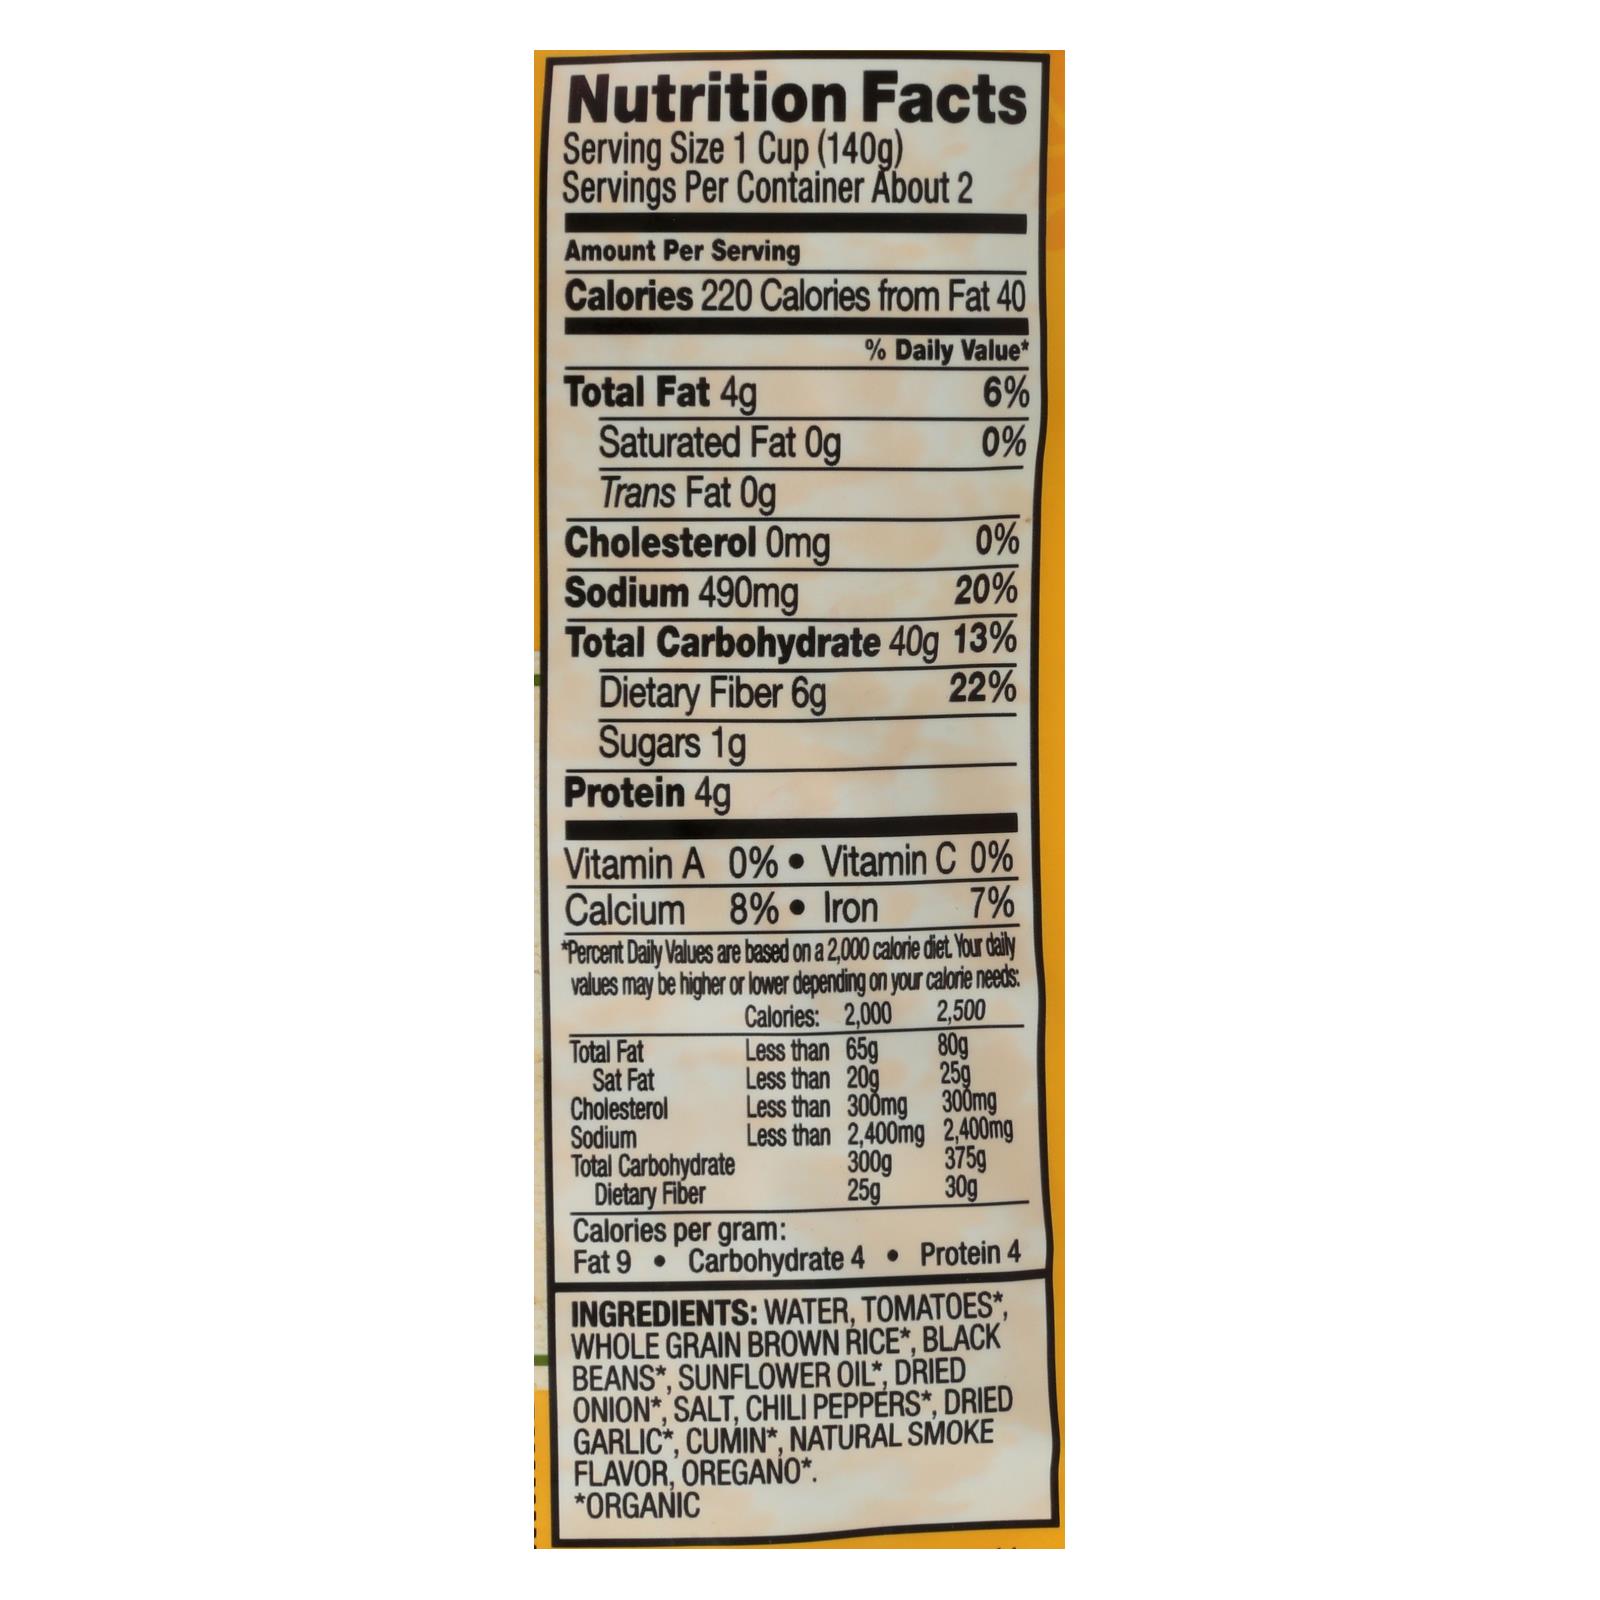 Nutrition Facts
Serving Size 1 Cup (140g)
Servings Per Container About 2
Amount Per Serving
Calories 220 Calories from Fat 40
% Daily Value*
Total Fat 4g 6%
Saturated Fat 0g 0%
Trans Fat 0g
Cholesterol 0mg 0%
Sodium 490mg 20%
Total Carbohydrate 40g 13%
Dietary Fiber 6g 22%
Sugars 1g
Protein 4g
Vitamin A 0% • Vitamin C 0%
Calcium 8% • Iron 7%
*Percent Daily Values are based on a 2,000 calorie diet. Your daily
values may be higher or lower depending on your calorie needs:
Calories: 2,000 2,500
Total Fat Less than 65g 80g
Sat Fat Less than 20g 25g
Cholesterol Less than 300mg 300mg
Sodium Less than 2,400mg 2,400mg
Total Carbohydrate 300g 375g
Dietary Fiber 25g 30g
Calories per gram:
Fat 9 • Carbohydrate 4 • Protein 4
INGREDIENTS: WATER, TOMATOES*,
WHOLE GRAIN BROWN RICE*, BLACK
BEANS*, SUNFLOWER OIL*, DRIED
ONION*, SALT, CHILI PEPPERS*, DRIED
GARLIC*, CUMIN*, NATURAL SMOKE
FLAVOR, OREGANO*.
*ORGANIC